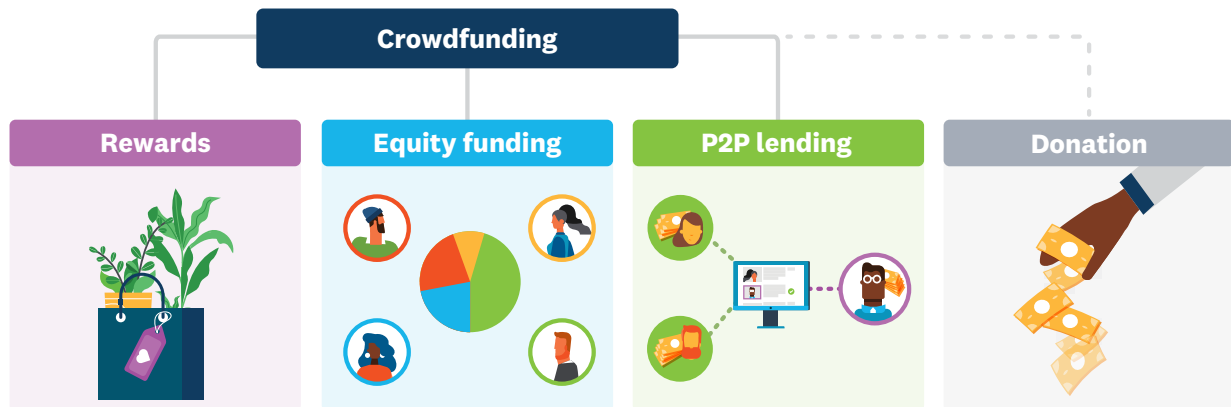 Crowdfunding
Rewards
Equity funding
P2P lending
Donation